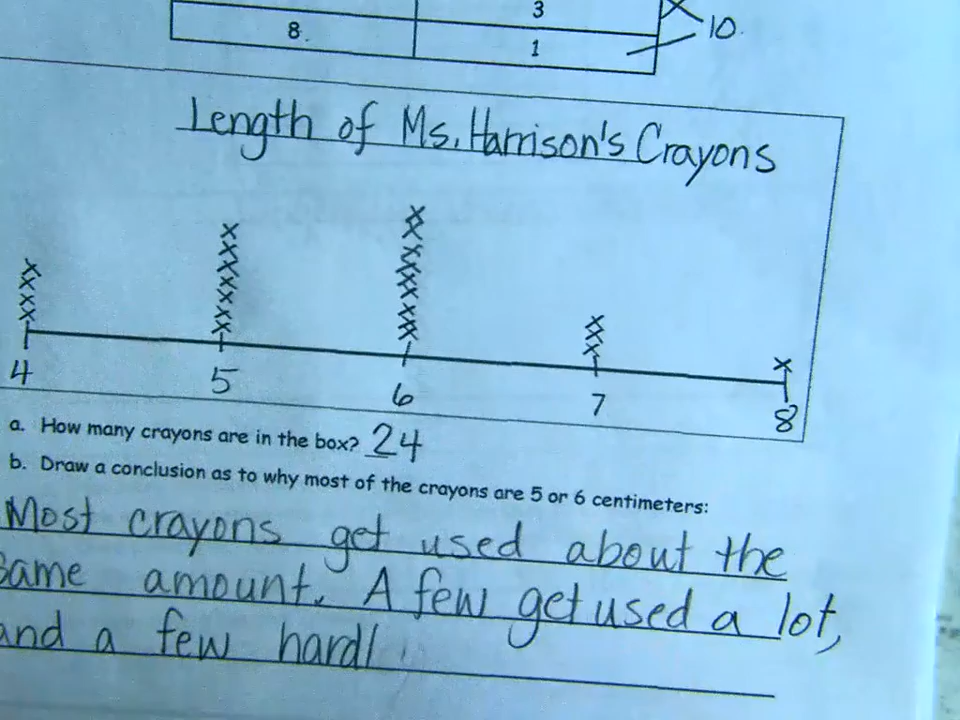 3
8.
1
10.
Length of Ms. Harrison's Crayons
4 5 6 7 8
a. How many crayons are in the box? 24
b. Draw a conclusion as to why most of the crayons are 5 or 6 centimeters:
Most crayons get used about the
same amount. A few get used a lot,
and a few hardl